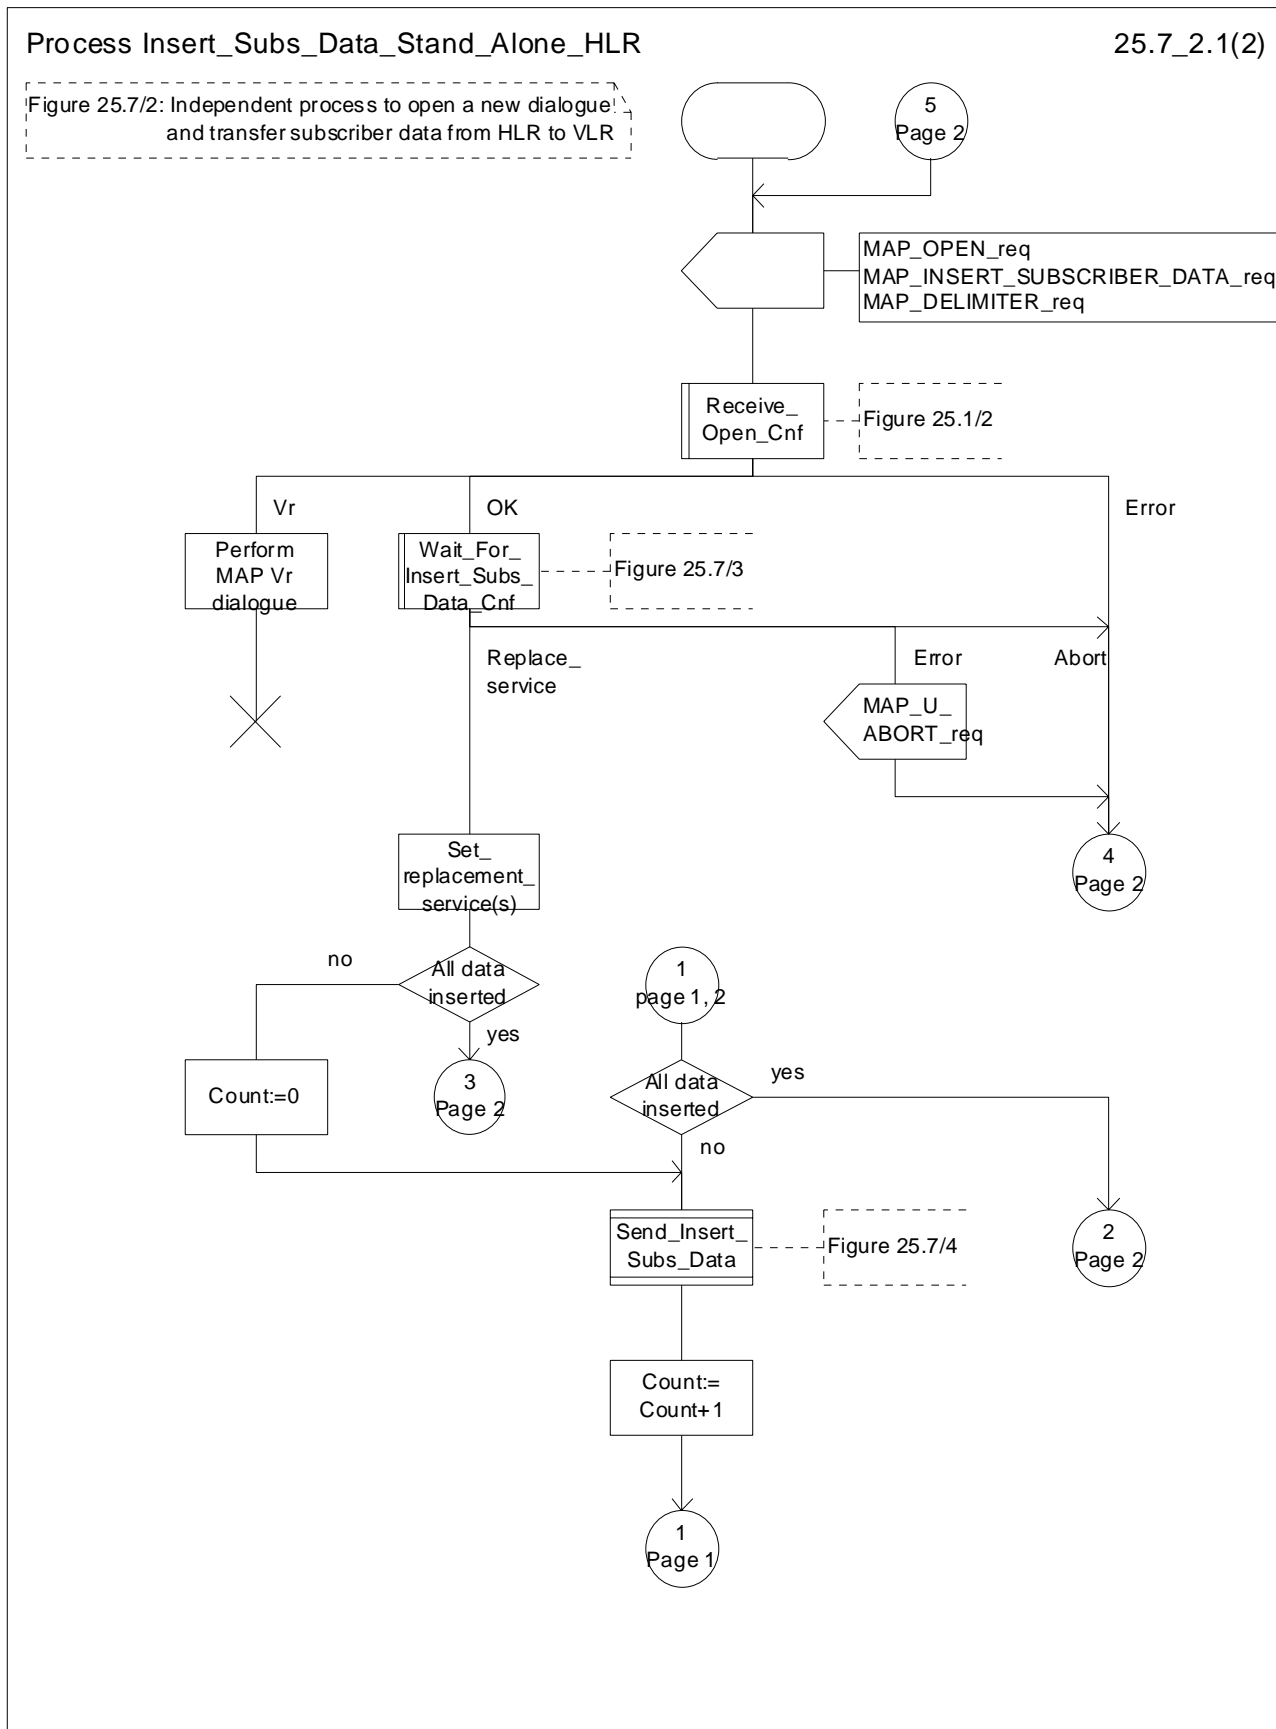 Process Insert_Subs_Data_Stand_Alone_HLR
25.7_2.1(2)
Figure 25.7/2: Independent process to open a new dialogue
and transfer subscriber data from HLR to VLR
5
Page 2
MAP_OPEN_req
MAP_INSERT_SUBSCRIBER_DATA_req
MAP_DELIMITER_req
Receive_
Open_Cnf
Figure 25.1/2
Vr
OK
Error
Perform
MAP Vr
dialogue
Wait_For_
Insert_Subs_
Data_Cnf
Figure 25.7/3
Replace_
service
Error
Abort
MAP_U_
ABORT_req
Set_
replacement_
service(s)
4
Page 2
no
All data
inserted
yes
1
page 1, 2
Count:=0
3
Page 2
All data
inserted
yes
no
Send_Insert_
Subs_Data
Figure 25.7/4
2
Page 2
Count:=
Count+1
1
Page 1